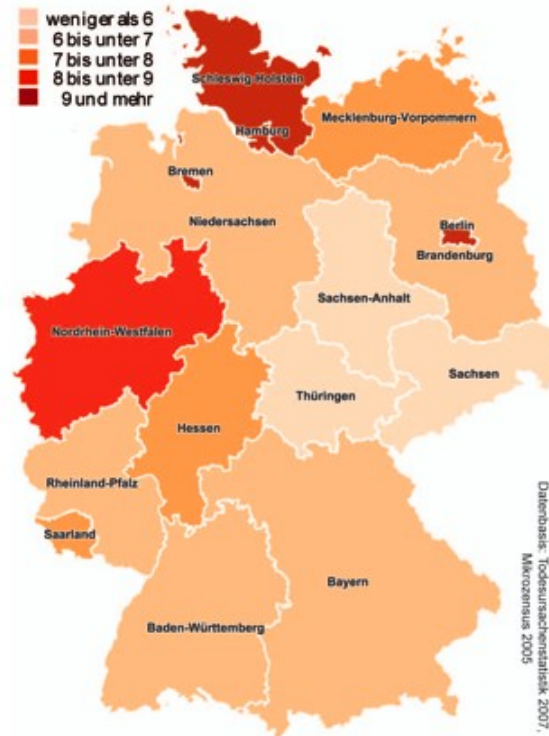 weniger als 6
6 bis unter 7
7 bis unter 8
8 bis unter 9
9 und mehr
Schleswig-Holstein
Mecklenburg-Vorpommern
Hamburg
Bremen
Niedersachsen
Berlin
Brandenburg
Sachsen-Anhalt
Nordrhein-Westfalen
Sachsen
Thüringen
Hessen
Rheinland-Pfalz
Saarland
Bayern
Baden-Württemberg
Datenbasis: Todesursachenstatistik 2007,
Mikrozensus 2005